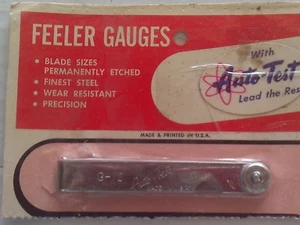 FEELER GAUGES
• BLADE SIZES
PERMANENTLY ETCHED
• FINEST STEEL
• WEAR RESISTANT
• PRECISION
With
Auto-Test
Lead the Res
MADE & PRINTED IN U.S.A.